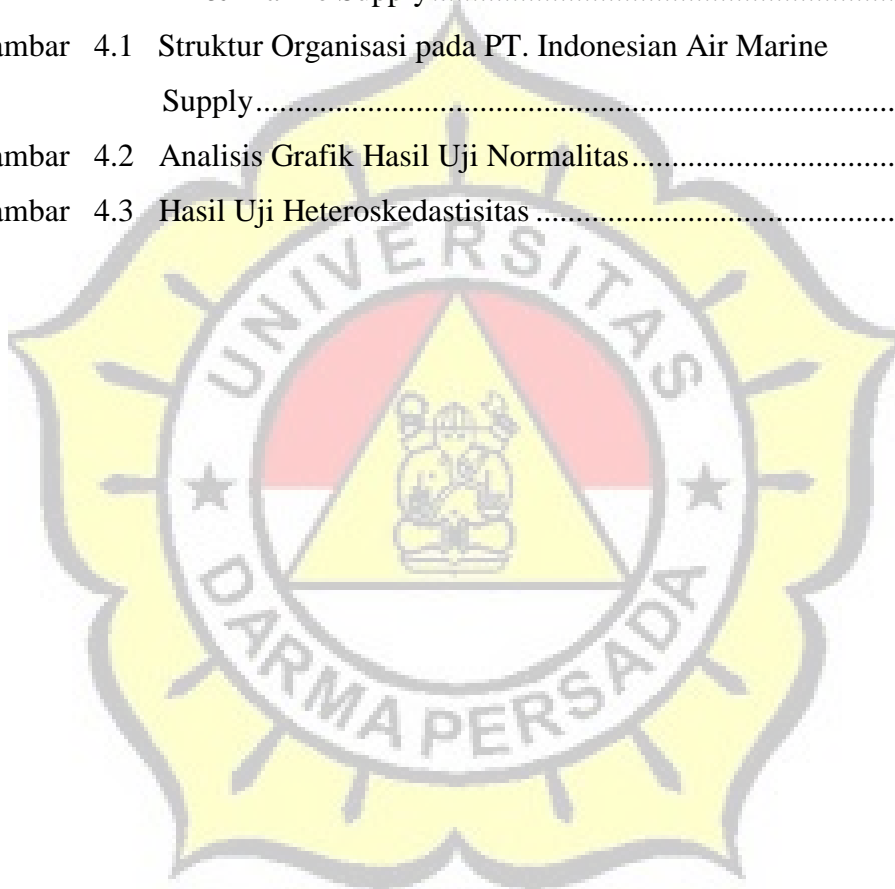 Supply..........................................................
ambar 4.1 Struktur Organisasi pada PT. Indonesian Air Marine
Supply................................................................................
ambar 4.2 Analisis Grafik Hasil Uji Normalitas.................................
ambar 4.3 Hasil Uji Heteroskedastisitas .............................................
UNIVERSITAS
DARMA PERSADA